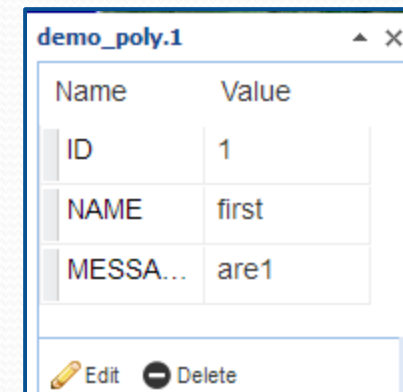 demo_poly.1
Name Value
ID 1
NAME first
MESSA... are1
Edit Delete